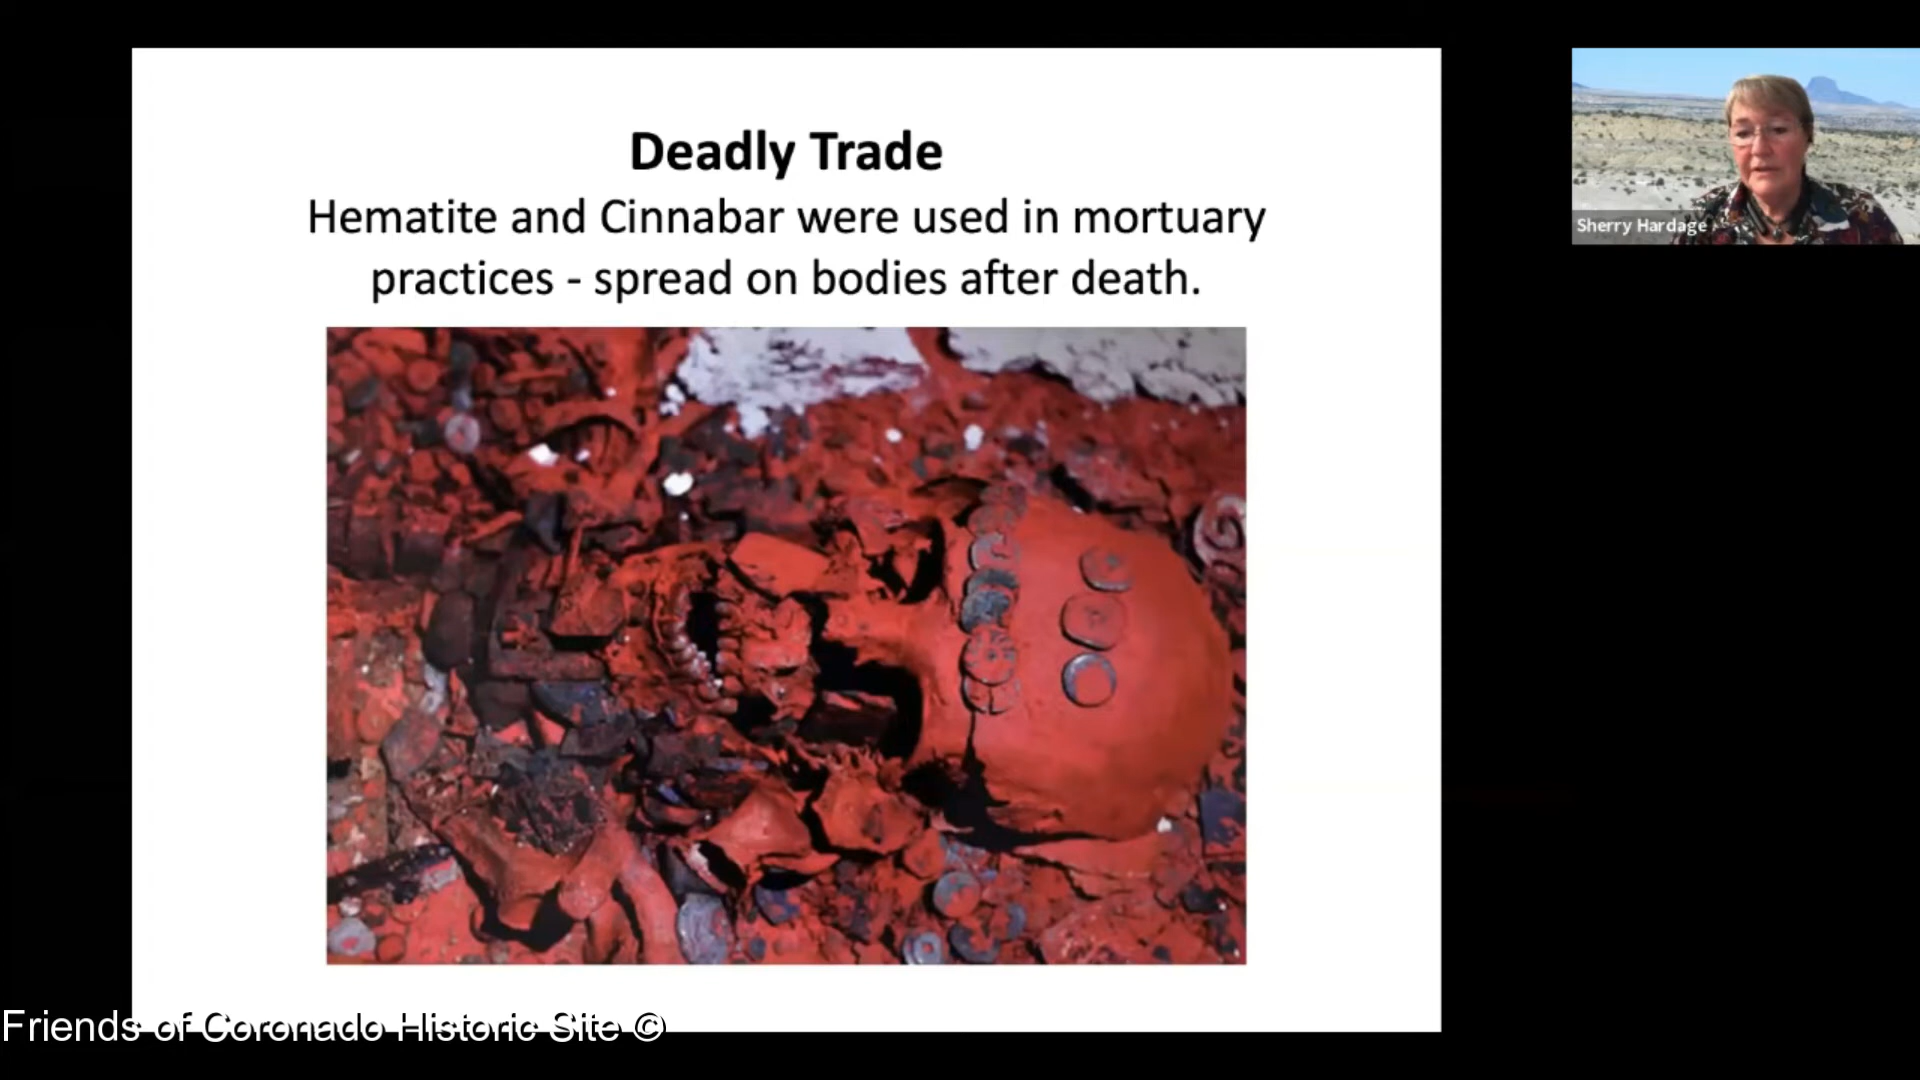 Deadly Trade
Hematite and Cinnabar were used in mortuary
practices - spread on bodies after death.
Sherry Hardage
Friends of Coronado Historic Site ©